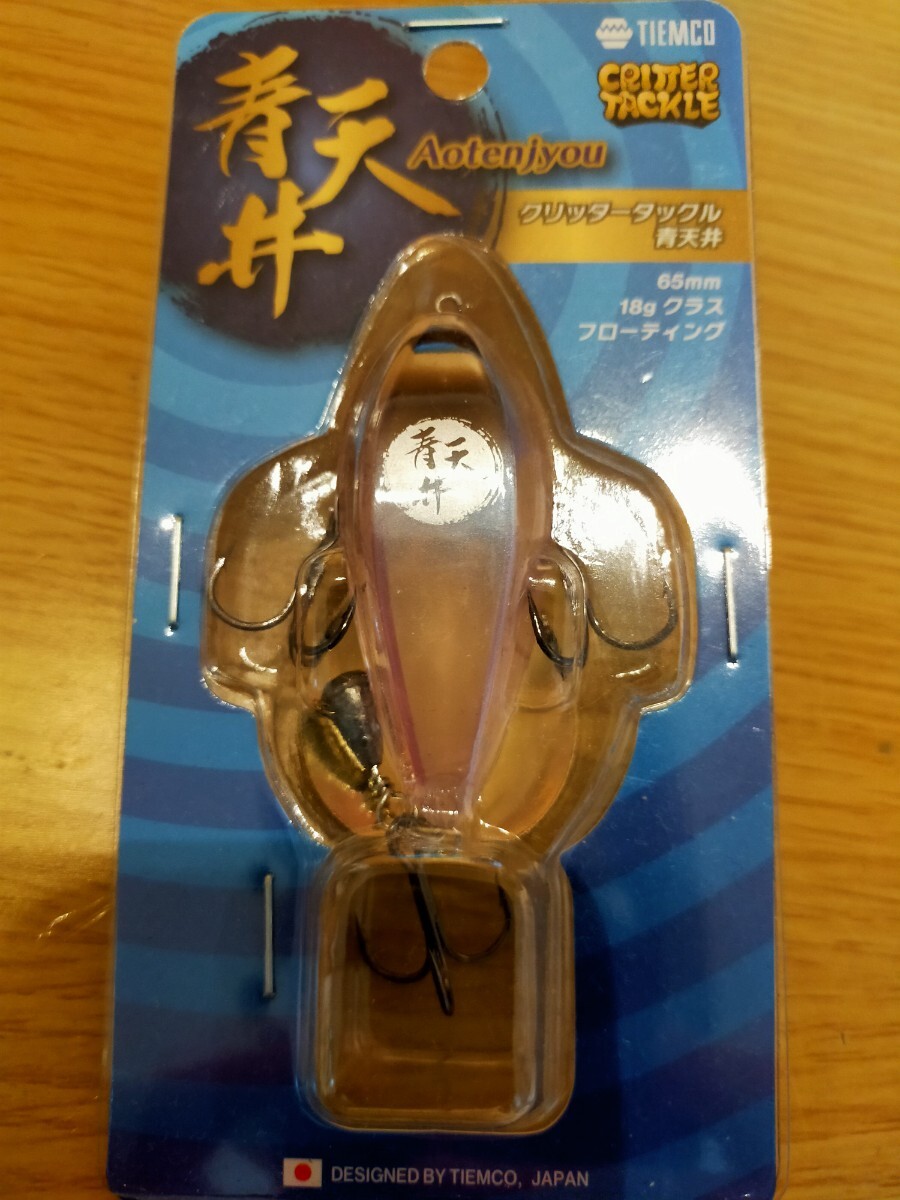 TIEMCO
CRITTER
TACKLE
青天井
Aotenjyou
クリッタータックル
青天井
65mm
18g クラス
フローティング
青天井
DESIGNED BY TIEMCO, JAPAN